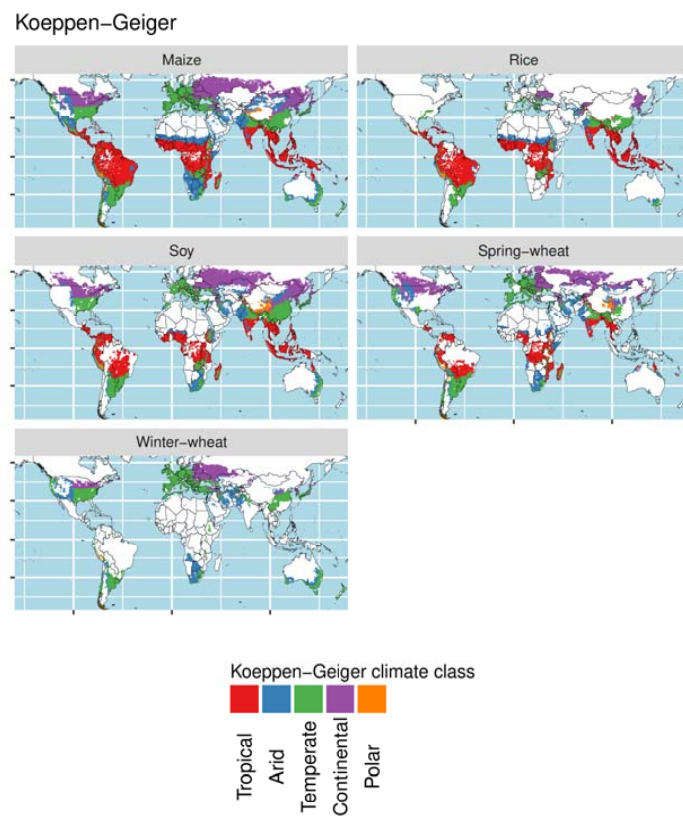 Koeppen−Geiger
Maize
Rice
Soy
Spring−wheat
Winter−wheat
Koeppen−Geiger climate class
Tropical
Arid
Temperate
Continental
Polar